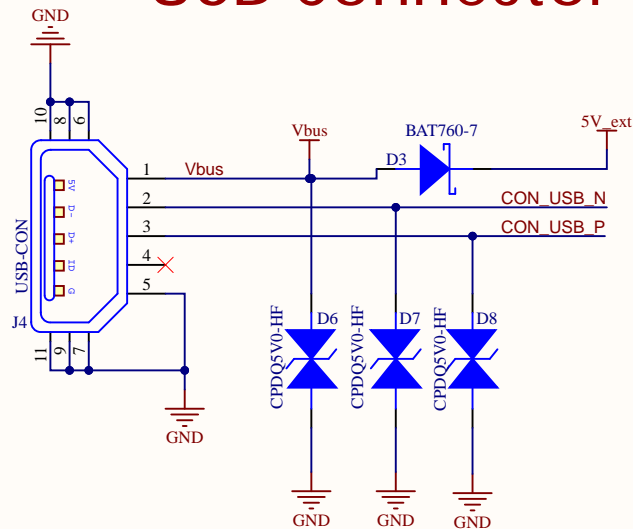 USB connector
GND
10
8
6
Vbus
BAT760-7
5V_ext
D3
1
Vbus
2
CON_USB_N
3
CON_USB_P
4
5
5V
D-
D+
ID
G
USB-CON
J4
11
9
7
GND
D6
CPDQ5V0-HF
D7
CPDQ5V0-HF
D8
CPDQ5V0-HF
GND
GND
GND